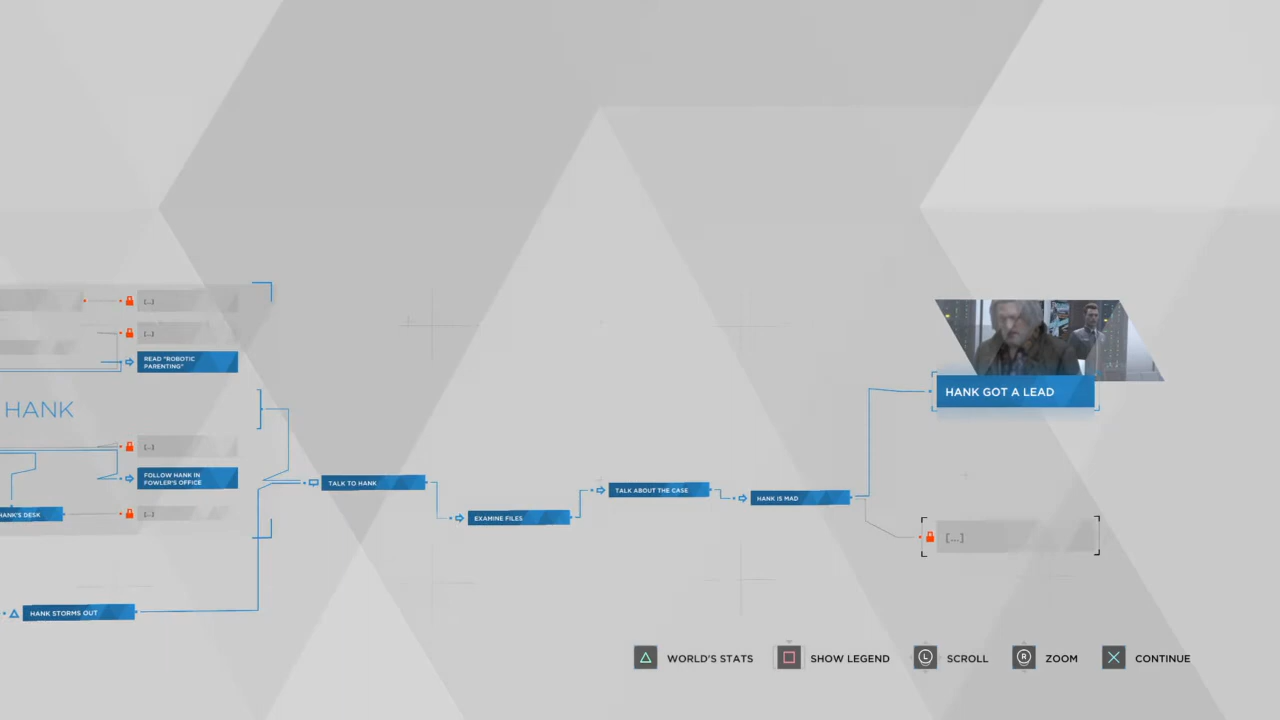 [...]
[...]
READ "ROBOTIC
PARENTING"
HANK
[...]
FOLLOW HANK IN
FOWLER'S OFFICE
HANK'S DESK
[...]
HANK STORMS OUT
TALK TO HANK
EXAMINE FILES
TALK ABOUT THE CASE
HANK IS MAD
HANK GOT A LEAD
[...]
WORLD'S STATS
SHOW LEGEND
L
SCROLL
R
ZOOM
CONTINUE